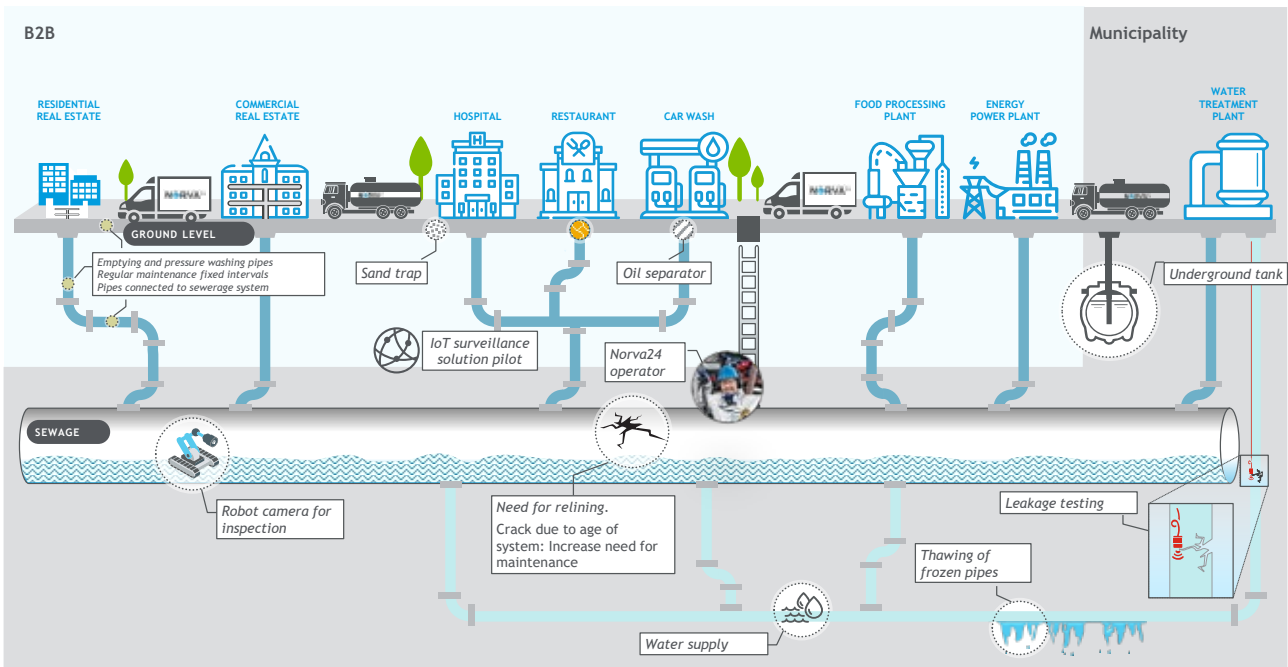 B2B
Municipality
RESIDENTIAL
REAL ESTATE
COMMERCIAL
REAL ESTATE
HOSPITAL
RESTAURANT
CAR WASH
FOOD PROCESSING
PLANT
ENERGY
POWER PLANT
WATER
TREATMENT
PLANT
NORVA
NORVA
H
GROUND LEVEL
Emptying and pressure washing pipes
Regular maintenance fixed intervals
Pipes connected to sewerage system
Sand trap
Oil separator
Underground tank
IoT surveillance
solution pilot
Norva24
operator
SEWAGE
Robot camera for
inspection
Need for relining.
Crack due to age of
system: Increase need for
maintenance
Leakage testing
Thawing of
frozen pipes
Water supply